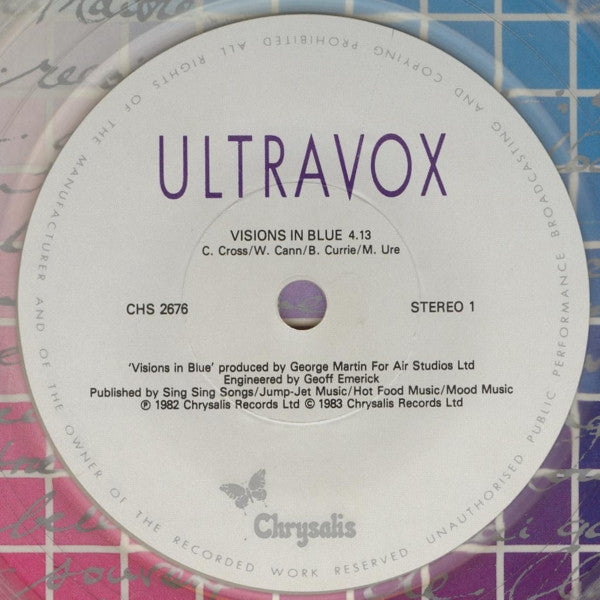 ULTRAVOX
VISIONS IN BLUE 4.13
C. Cross/W. Cann/B. Currie/M. Ure
CHS 2676
STEREO 1
'Visions in Blue' produced by George Martin For Air Studios Ltd
Engineered by Geoff Emerick
Published by Sing Sing Songs/Jump-Jet Music/Hot Food Music/Mood Music
℗ 1982 Chrysalis Records Ltd © 1983 Chrysalis Records Ltd
Chrysalis
ALL RIGHTS OF THE MANUFACTURER AND OF THE OWNER OF THE RECORDED WORK RESERVED UNAUTHORISED PUBLIC PERFORMANCE BROADCASTING AND COPYING PROHIBITED